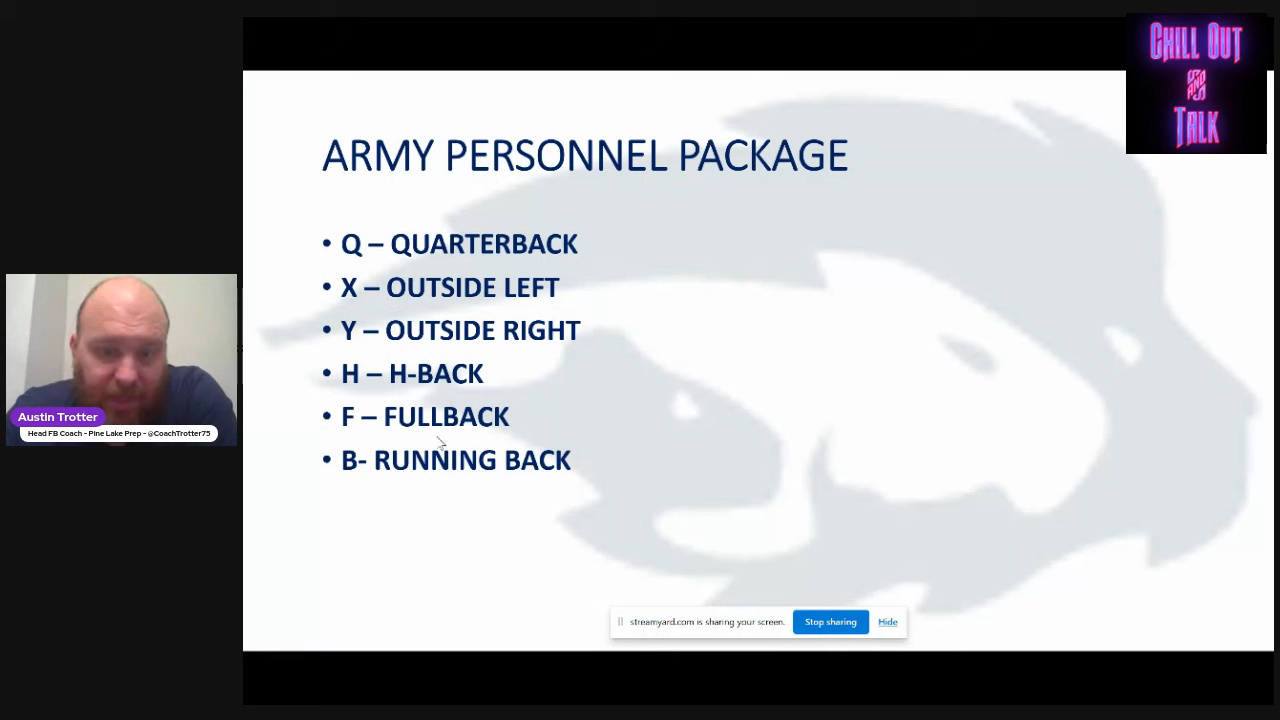 CHILL OUT
AND
TALK
ARMY PERSONNEL PACKAGE
• Q – QUARTERBACK
• X – OUTSIDE LEFT
• Y – OUTSIDE RIGHT
• H – H-BACK
• F – FULLBACK
• B- RUNNING BACK
Austin Trotter
Head FB Coach - Pine Lake Prep - @CoachTrotter75
streamyard.com is sharing your screen. Stop sharing Hide